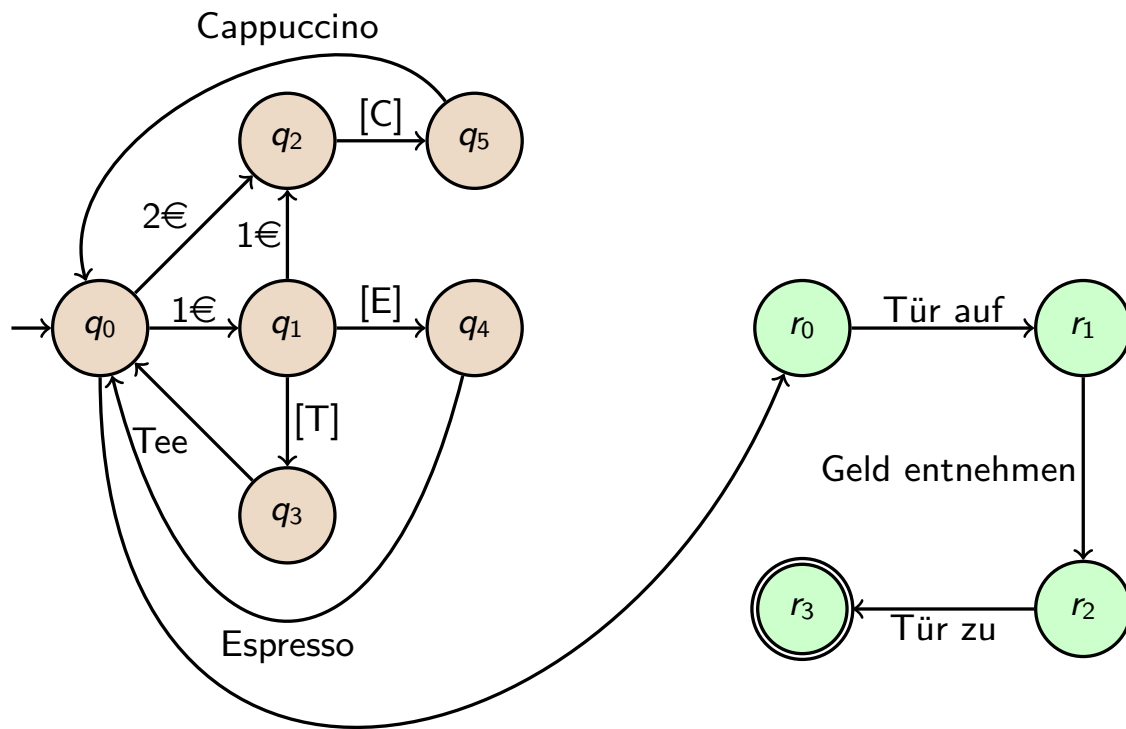 Cappuccino
q2
[C]
q5
2€
1€
q0
1€
q1
[E]
q4
r0
Tür auf
r1
Tee
[T]
Geld entnehmen
q3
r3
Tür zu
r2
Espresso